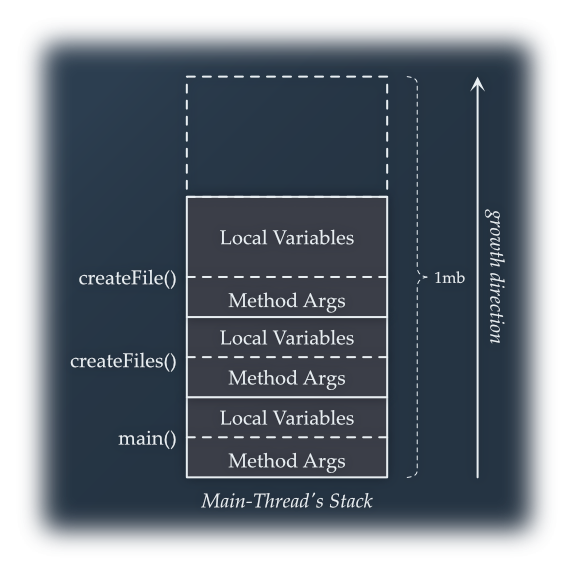 Local Variables
createFile()
Method Args
1mb
growth direction
Local Variables
createFiles()
Method Args
Local Variables
main()
Method Args
Main-Thread's Stack